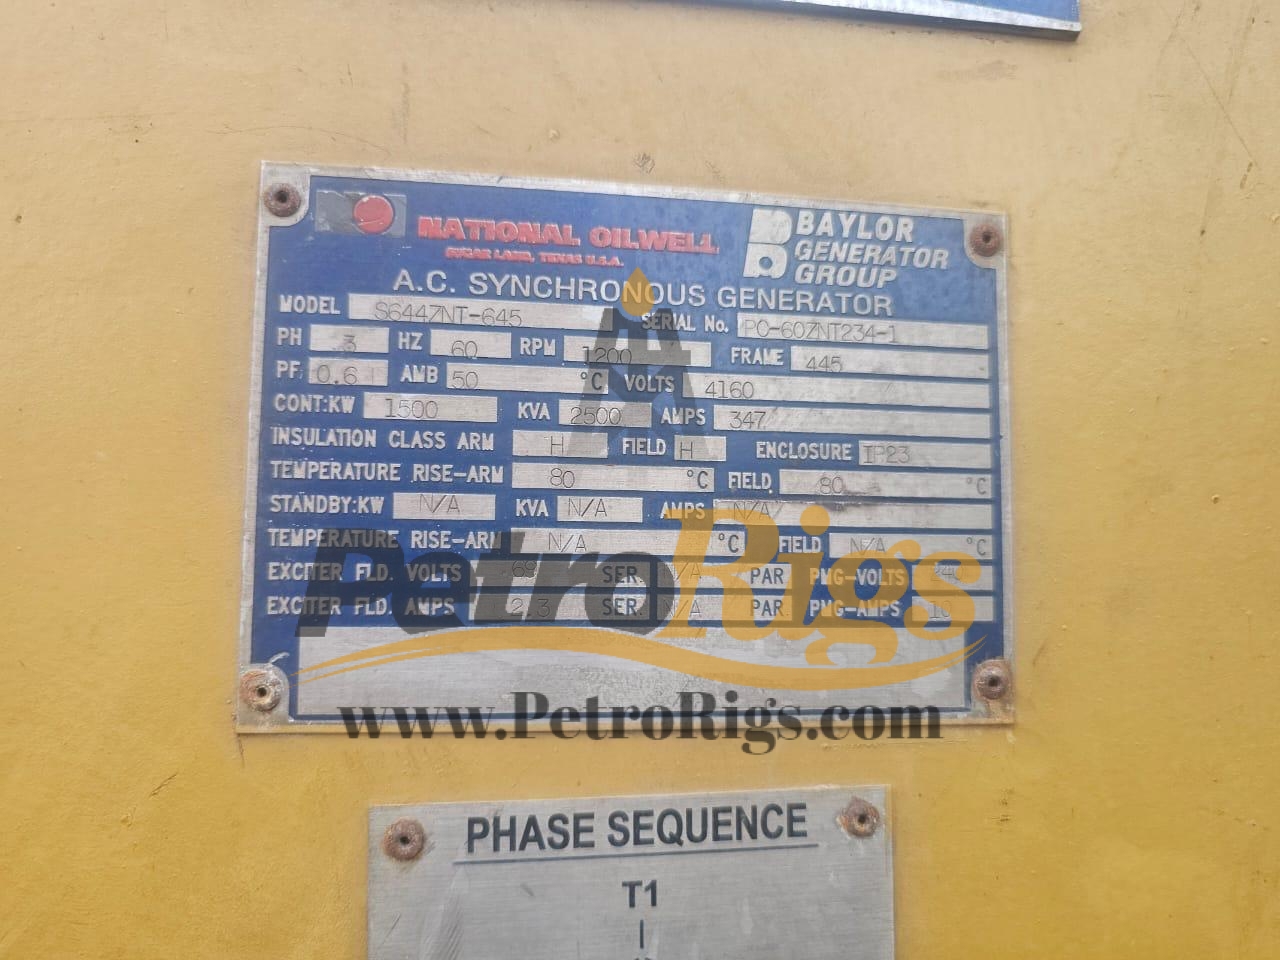 NATIONAL OILWELL
SUGAR LAND, TEXAS U.S.A.
BAYLOR
GENERATOR
GROUP
A.C. SYNCHRONOUS GENERATOR
MODEL S6447NT-645 SERIAL No. PO-60ZNT234-1
PH 3 HZ 60 RPM 1200 FRAME 445
PF. 0.6 AMB 50 °C VOLTS 4160
CONT:KW 1500 KVA 2500 AMPS 347
INSULATION CLASS ARM H FIELD H ENCLOSURE IP23
TEMPERATURE RISE-ARM 80 °C FIELD. 80 °C
STANDBY:KW N/A KVA N/A AMPS N/A
TEMPERATURE RISE-ARM N/A °C FIELD N/A °C
EXCITER FLD. VOLTS SER. N/A PAR PMG-VOLTS
EXCITER FLD. AMPS 2.3 SER. N/A PAR PMG-AMPS 10
PetroRigs
www.PetroRigs.com
PHASE SEQUENCE
T1